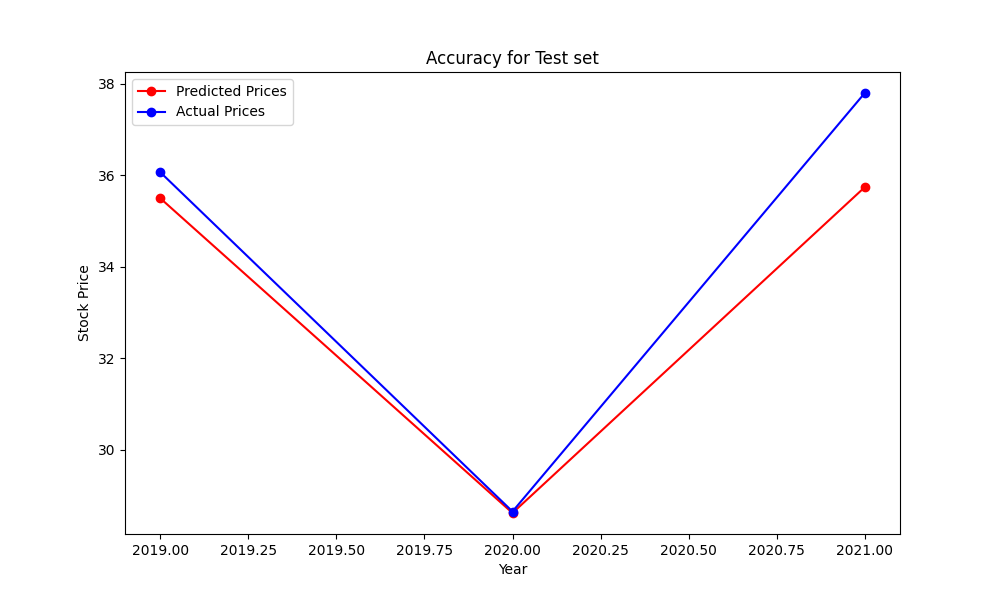 Accuracy for Test set
Predicted Prices
Actual Prices
Stock Price
38
36
34
32
30
2019.00 2019.25 2019.50 2019.75 2020.00 2020.25 2020.50 2020.75 2021.00
Year